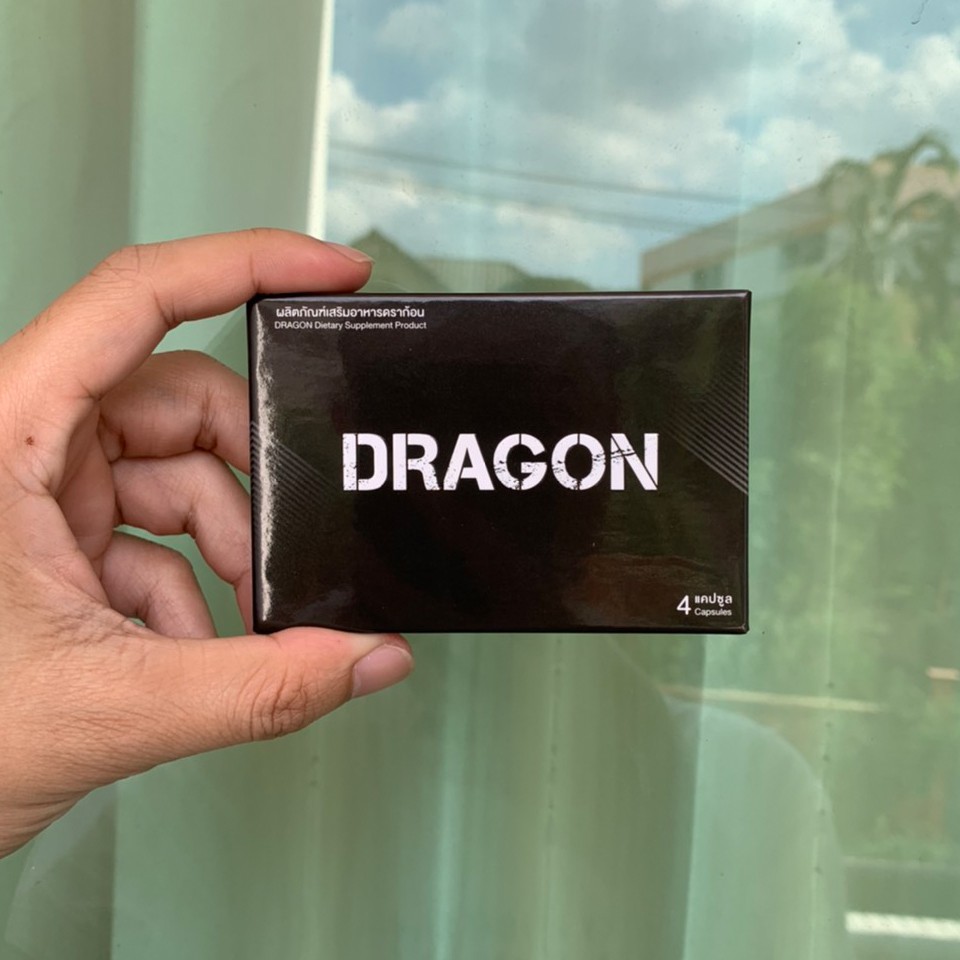 ผลิตภัณฑ์เสริมอาหารดราก้อน
DRAGON Dietary Supplement Product
DRAGON
4 แคปซูล
Capsules